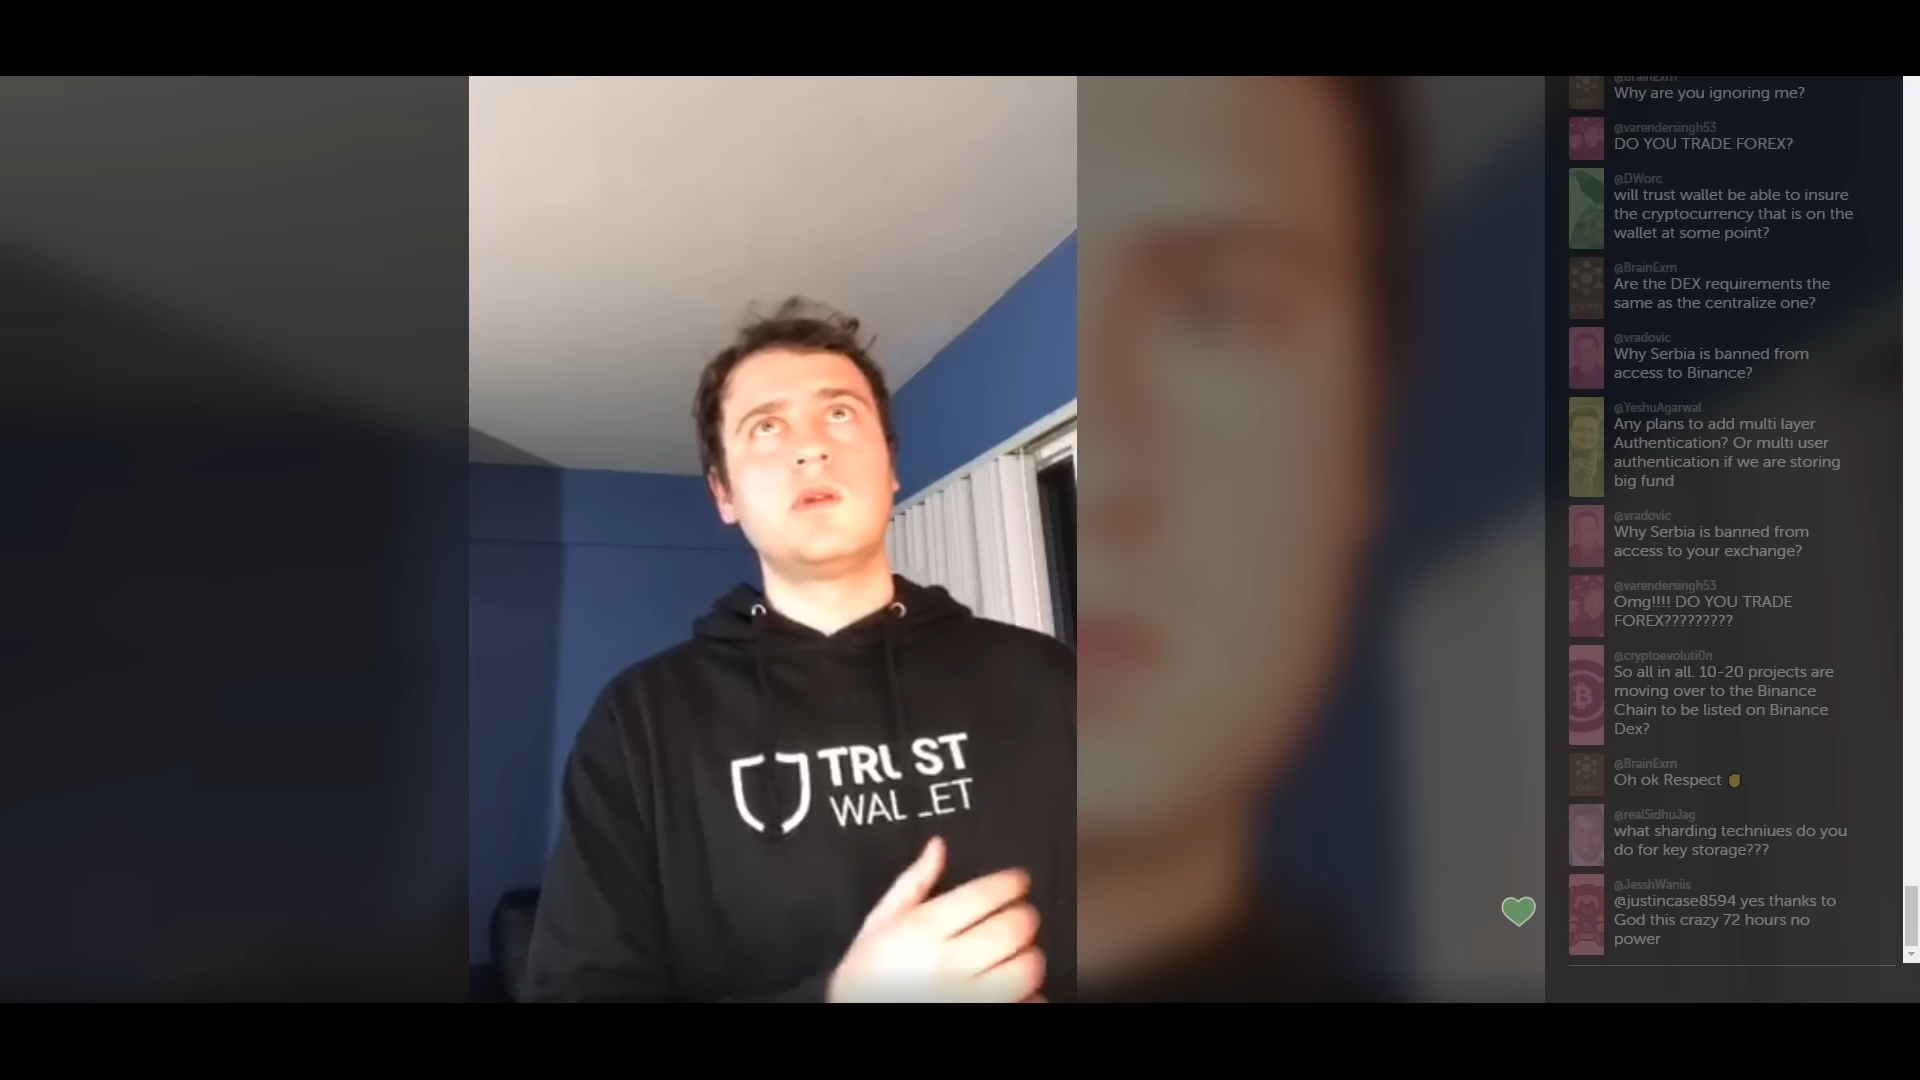 TRUST
WALLET
@BrainExrn
Why are you ignoring me?
@varendersingh53
DO YOU TRADE FOREX?
@DWorc
will trust wallet be able to insure
the cryptocurrency that is on the
wallet at some point?
@BrainExrn
Are the DEX requirements the
same as the centralize one?
@vradovic
Why Serbia is banned from
access to Binance?
@YeshuAgarwal
Any plans to add multi layer
Authentication? Or multi user
authentication if we are storing
big fund
@vradovic
Why Serbia is banned from
access to your exchange?
@varendersingh53
Omg!!!! DO YOU TRADE
FOREX?????????
@cryptoevoluti0n
So all in all. 10-20 projects are
moving over to the Binance
Chain to be listed on Binance
Dex?
@BrainExrn
Oh ok Respect
@realSidhuJag
what sharding techniues do you
do for key storage???
@JesshWaniis
@justincase8594 yes thanks to
God this crazy 72 hours no
power